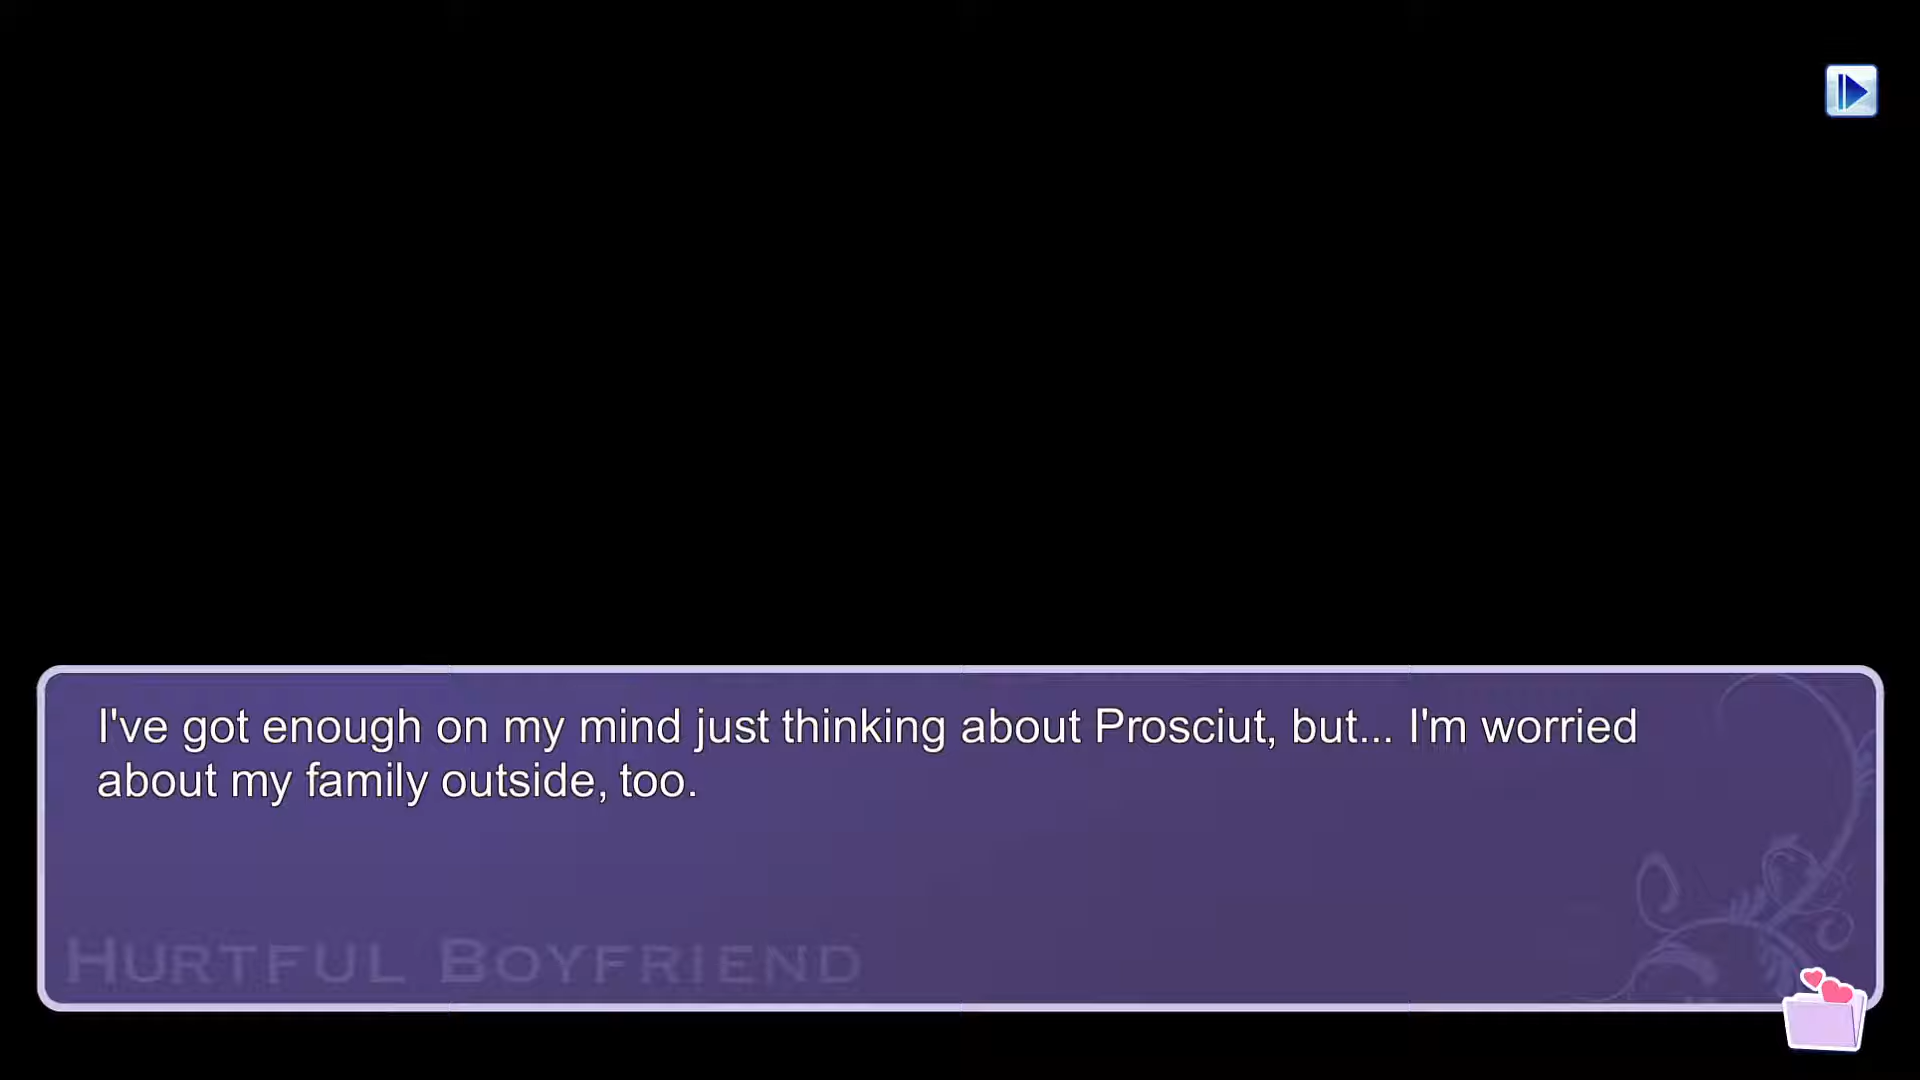 I've got enough on my mind just thinking about Prosciut, but... I'm worried
about my family outside, too.
HURTFUL BOYFRIEND